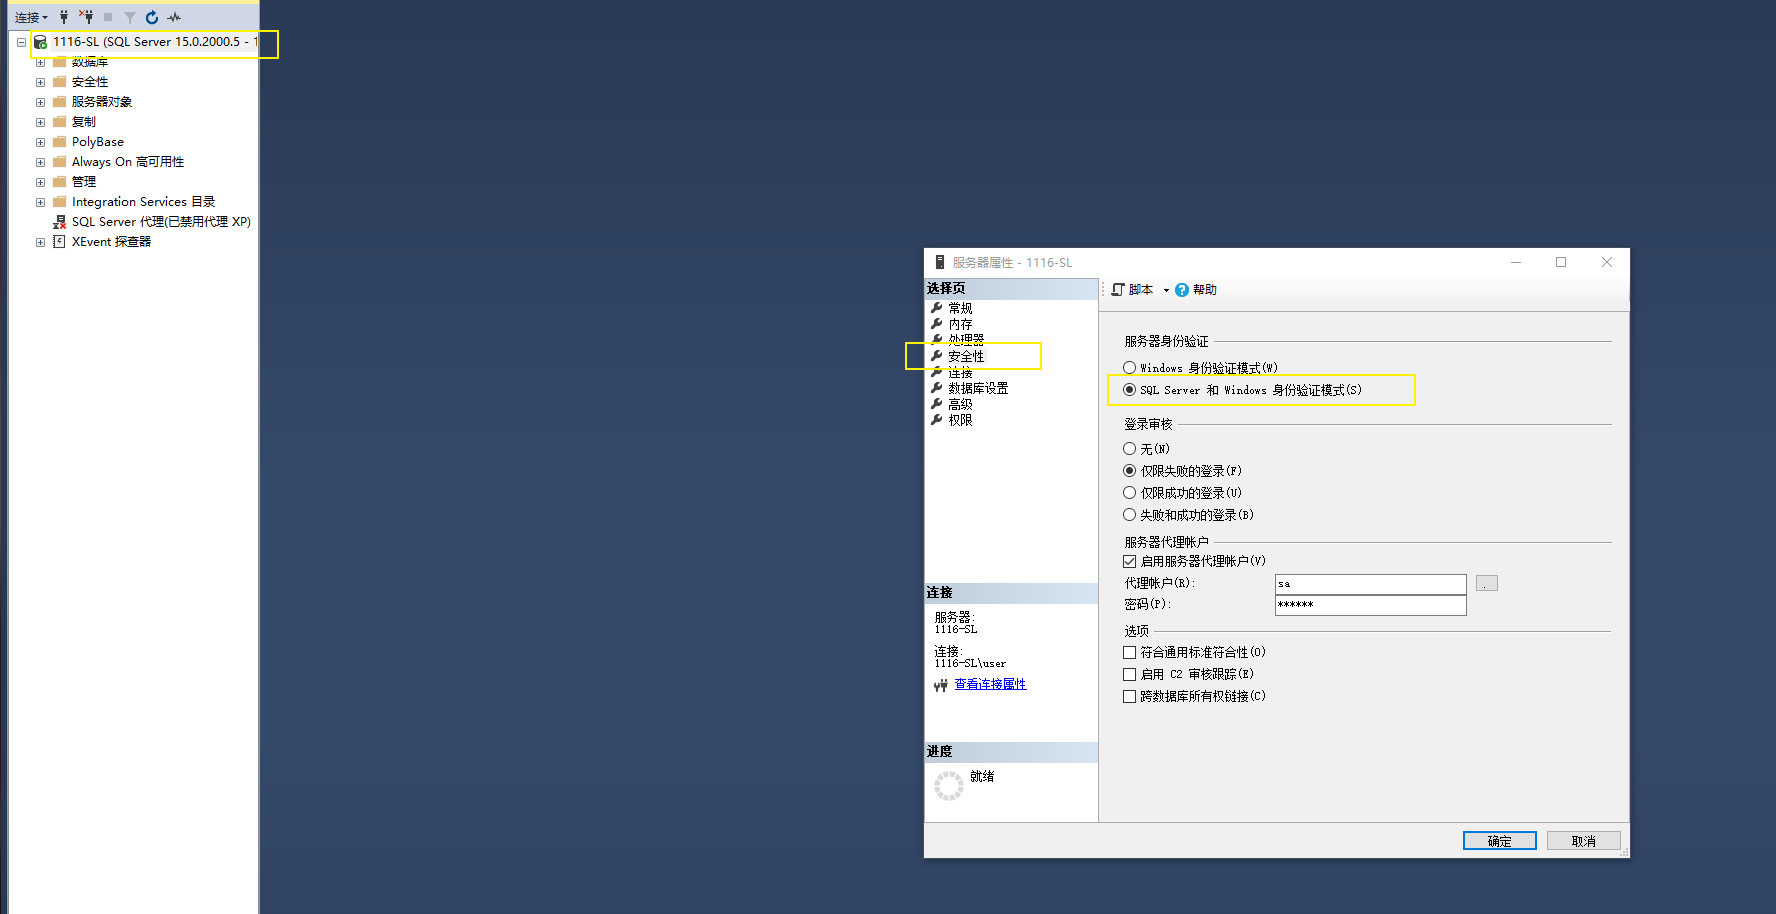 连接
1116-SL (SQL Server 15.0.2000.5 - 1
数据库
安全性
服务器对象
复制
PolyBase
Always On 高可用性
管理
Integration Services 目录
SQL Server 代理(已禁用代理 XP)
XEvent 探查器
服务器属性 - 1116-SL
选择页
常规
内存
处理器
安全性
连接
数据库设置
高级
权限
连接
服务器:
1116-SL
连接:
1116-SL\user
查看连接属性
进度
就绪
脚本
帮助
服务器身份验证
Windows 身份验证模式(W)
SQL Server 和 Windows 身份验证模式(S)
登录审核
无(N)
仅限失败的登录(F)
仅限成功的登录(U)
失败和成功的登录(B)
服务器代理帐户
启用服务器代理帐户(V)
代理帐户(R): sa
密码(P): ******
选项
符合通用标准符合性(O)
启用 C2 审核跟踪(E)
跨数据库所有权链接(C)
确定 取消